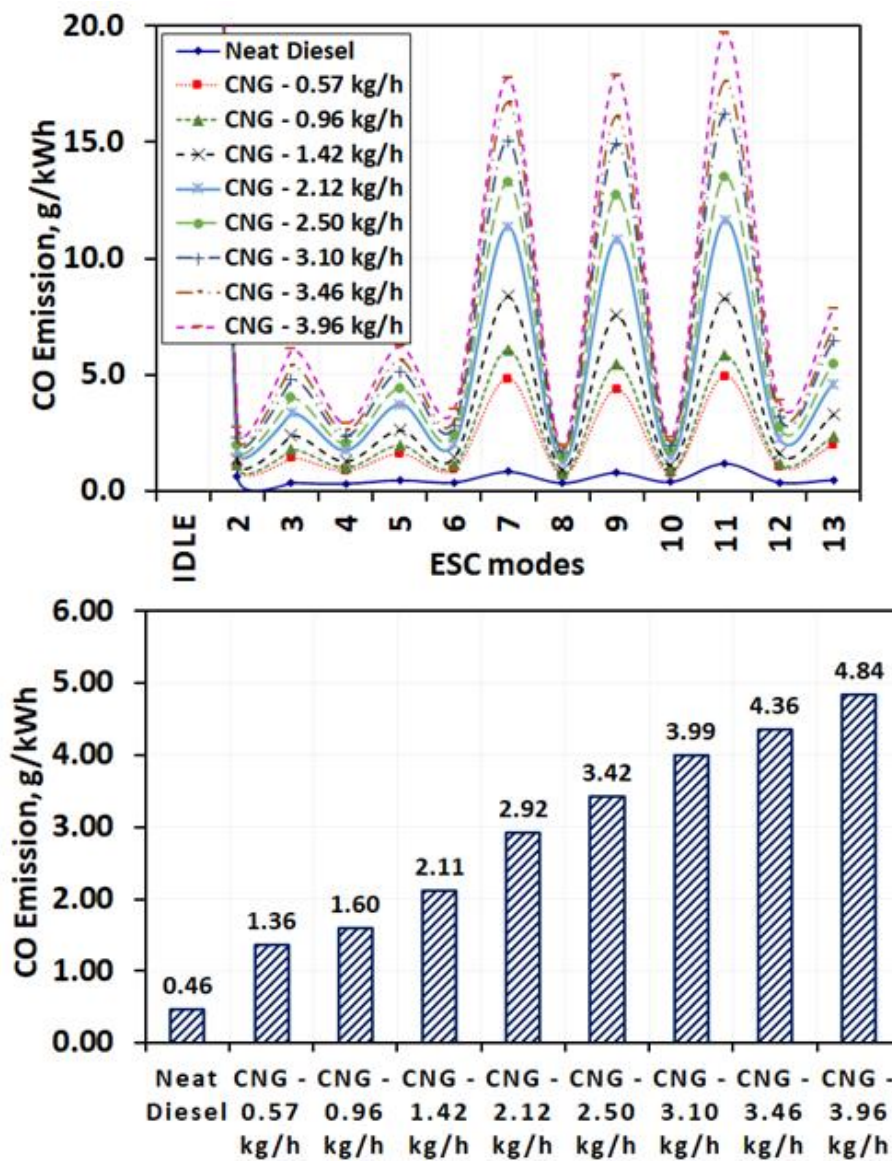 20.0
15.0
10.0
5.0
0.0
CO Emission, g/kWh
Neat Diesel
CNG - 0.57 kg/h
CNG - 0.96 kg/h
CNG - 1.42 kg/h
CNG - 2.12 kg/h
CNG - 2.50 kg/h
CNG - 3.10 kg/h
CNG - 3.46 kg/h
CNG - 3.96 kg/h
IDLE 2 3 4 5 6 7 8 9 10 11 12 13
ESC modes
6.00
5.00
4.00
3.00
2.00
1.00
0.00
CO Emission, g/kWh
0.46
1.36
1.60
2.11
2.92
3.42
3.99
4.36
4.84
Neat CNG - CNG - CNG - CNG - CNG - CNG - CNG - CNG -
Diesel 0.57 0.96 1.42 2.12 2.50 3.10 3.46 3.96
kg/h kg/h kg/h kg/h kg/h kg/h kg/h kg/h